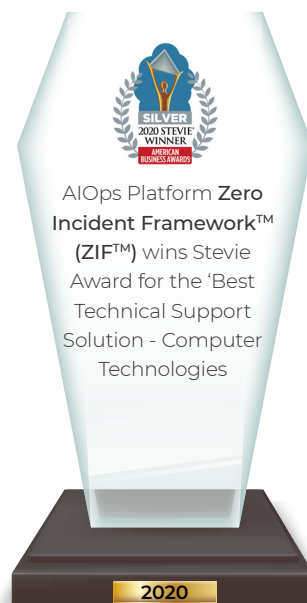 SILVER
2020 STEVIE®
WINNER
AMERICAN
BUSINESS AWARDS
AIOps Platform Zero
Incident Framework™
(ZIF™) wins Stevie
Award for the ‘Best
Technical Support
Solution - Computer
Technologies
2020